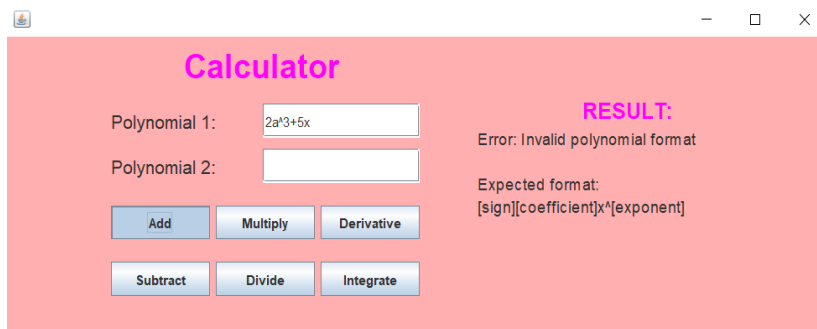 Calculator
Polynomial 1:
2a^3+5x
Polynomial 2:
Add
Multiply
Derivative
Subtract
Divide
Integrate
RESULT:
Error: Invalid polynomial format
Expected format:
[sign][coefficient]x^[exponent]